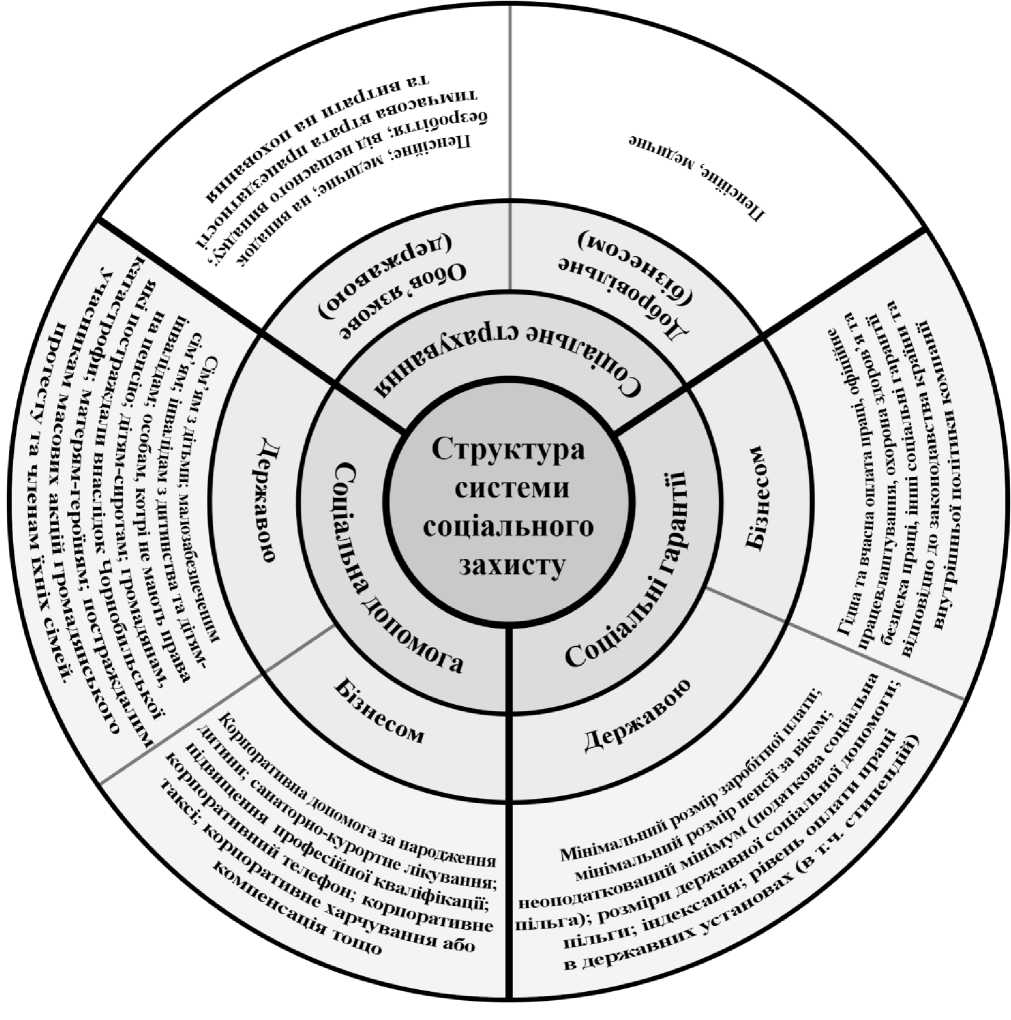 Структура
системи
соціального
захисту
Соціальне страхування
Обов'язкове
(державою)
Пенсійне; медичне; на випадок
безробіття; від нещасного випадку;
тимчасова втрата працездатності
та витрати на поховання
Добровільне
(бізнесом)
Пенсійне, медичне
Соціальні гарантії
Бізнесом
Гідна та вчасна оплата праці, офіційне
працевлаштування, охорона здоров'я та
безпека праці, інші соціальні гарантії
відповідно до законодавства країни та
внутрішньої політики компанії
Державою
Мінімальний розмір заробітної плати;
мінімальний розмір пенсії за віком;
неоподаткований мінімум (податкова соціальна
пільга); розміри державної соціальної допомоги;
пільги; індексація; рівень оплати праці
в державних установах (в т.ч. стипендій)
Соціальна допомога
Бізнесом
Корпоративна допомога за народження
дитини; санаторно-курортне лікування;
підвищення професійної кваліфікації;
корпоративний телефон; корпоративне
таксі; корпоративне харчування або
компенсація тощо
Державою
Сім'ям з дітьми; малозабезпеченим
сім'ям; інвалідам з дитинства та дітям-
інвалідам; особам, котрі не мають права
на пенсію; дітям-сиротам; громадянам,
які постраждали внаслідок Чорнобильської
катастрофи; матерям-героїням; постраждалим
учасникам масових акцій громадянського
протесту та членам їхніх сімей.